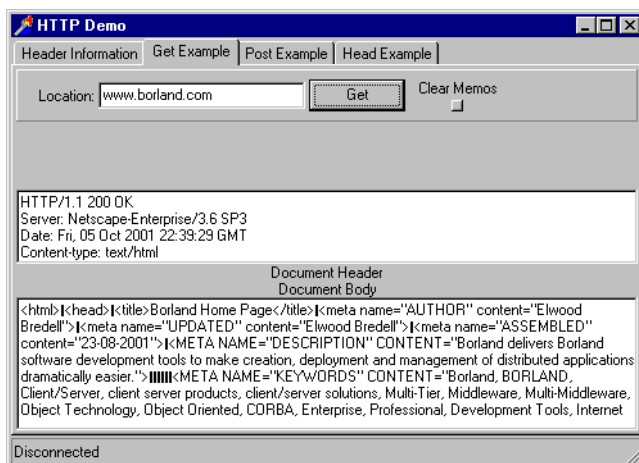 HTTP Demo
Header Information Get Example Post Example Head Example
Location: www.borland.com Get Clear Memos
HTTP/1.1 200 OK
Server: Netscape-Enterprise/3.6 SP3
Date: Fri, 05 Oct 2001 22:39:29 GMT
Content-type: text/html
Document Header
Document Body
<html>|<head>|<title>Borland Home Page</title>|<meta name="AUTHOR" content="Elwood
Bredell">|<meta name="UPDATED" content="Elwood Bredell">|<meta name="ASSEMBLED"
content="23-08-2001">|<META NAME="DESCRIPTION" CONTENT="Borland delivers Borland
software development tools to make creation, deployment and management of distributed applications
dramatically easier.">||||||<META NAME="KEYWORDS" CONTENT="Borland, BORLAND,
Client/Server, client server products, client/server solutions, Multi-Tier, Middleware, Multi-Middleware,
Object Technology, Object Oriented, CORBA, Enterprise, Professional, Development Tools, Internet
Disconnected